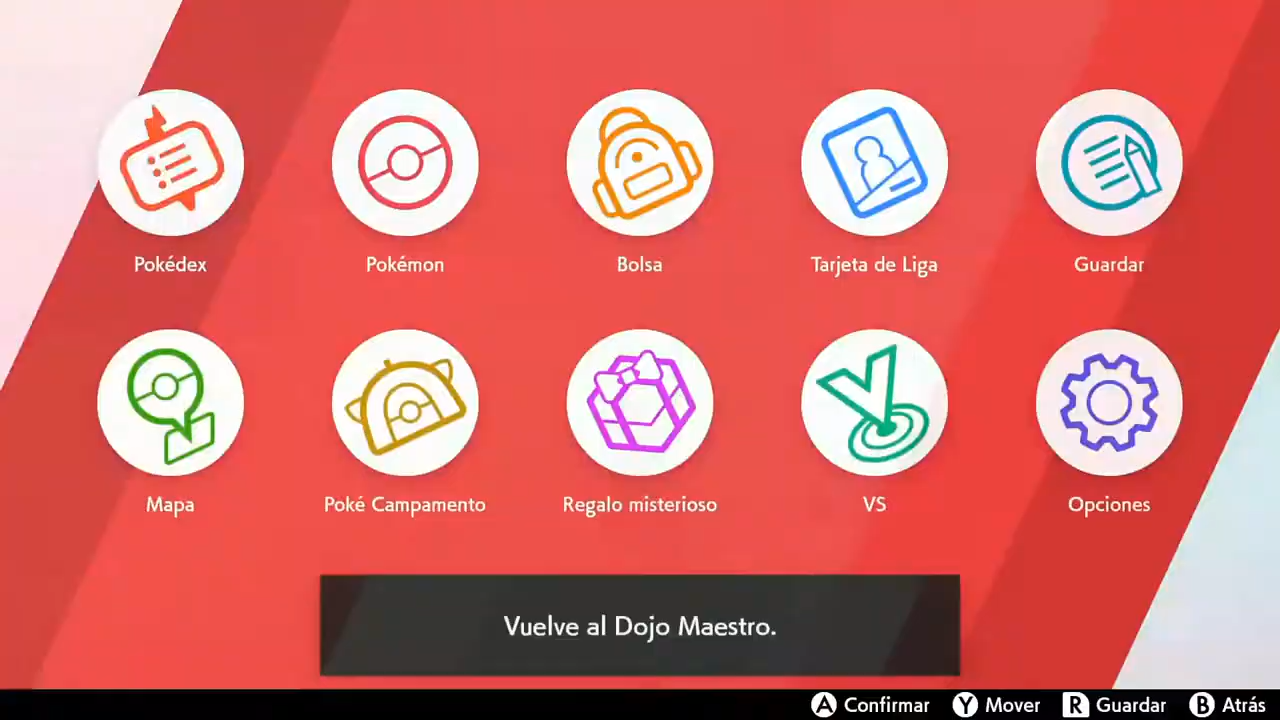 Pokédex
Pokémon
Bolsa
Tarjeta de Liga
Guardar
Mapa
Poké Campamento
Regalo misterioso
VS
Opciones
Vuelve al Dojo Maestro.
A Confirmar Y Mover R Guardar B Atrás